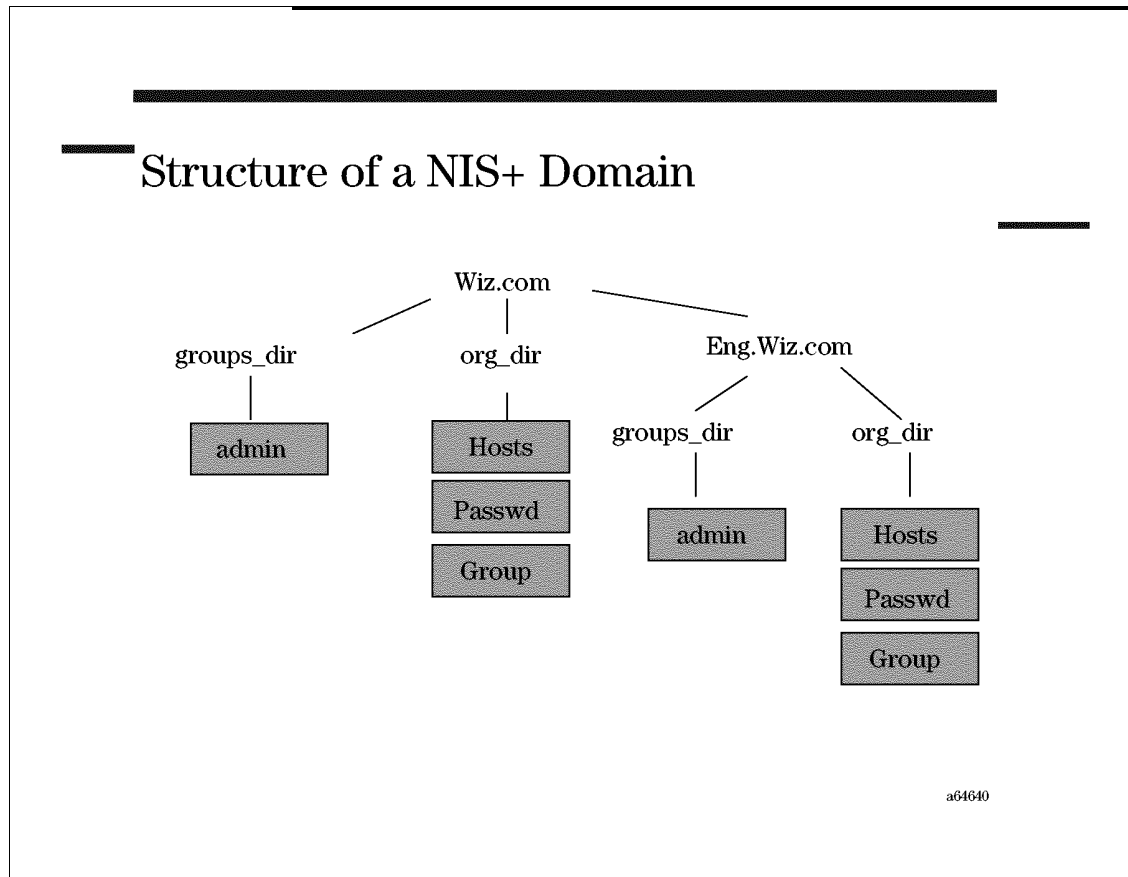 Structure of a NIS+ Domain
Wiz.com
groups_dir
org_dir
Eng.Wiz.com
admin
Hosts
Passwd
Group
groups_dir
org_dir
admin
Hosts
Passwd
Group
a64640